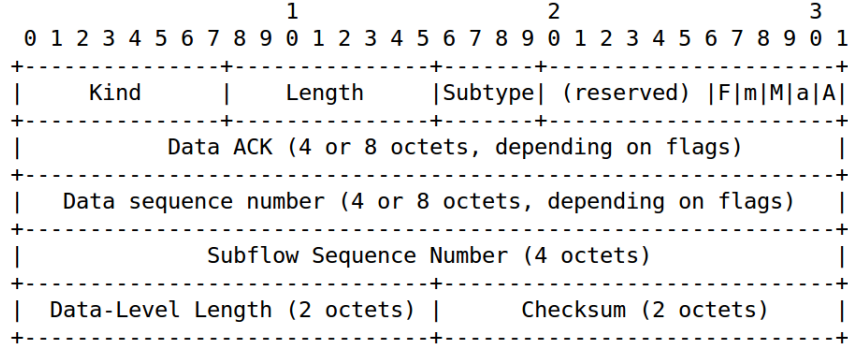 1                   2                   3
 0 1 2 3 4 5 6 7 8 9 0 1 2 3 4 5 6 7 8 9 0 1 2 3 4 5 6 7 8 9 0 1
+---------------+---------------+-------+----------------------+
|     Kind      |    Length     |Subtype| (reserved) |F|m|M|a|A|
+---------------+---------------+-------+----------------------+
|           Data ACK (4 or 8 octets, depending on flags)       |
+--------------------------------------------------------------+
|   Data sequence number (4 or 8 octets, depending on flags)   |
+--------------------------------------------------------------+
|              Subflow Sequence Number (4 octets)              |
+-------------------------------+------------------------------+
|  Data-Level Length (2 octets) |      Checksum (2 octets)     |
+-------------------------------+------------------------------+